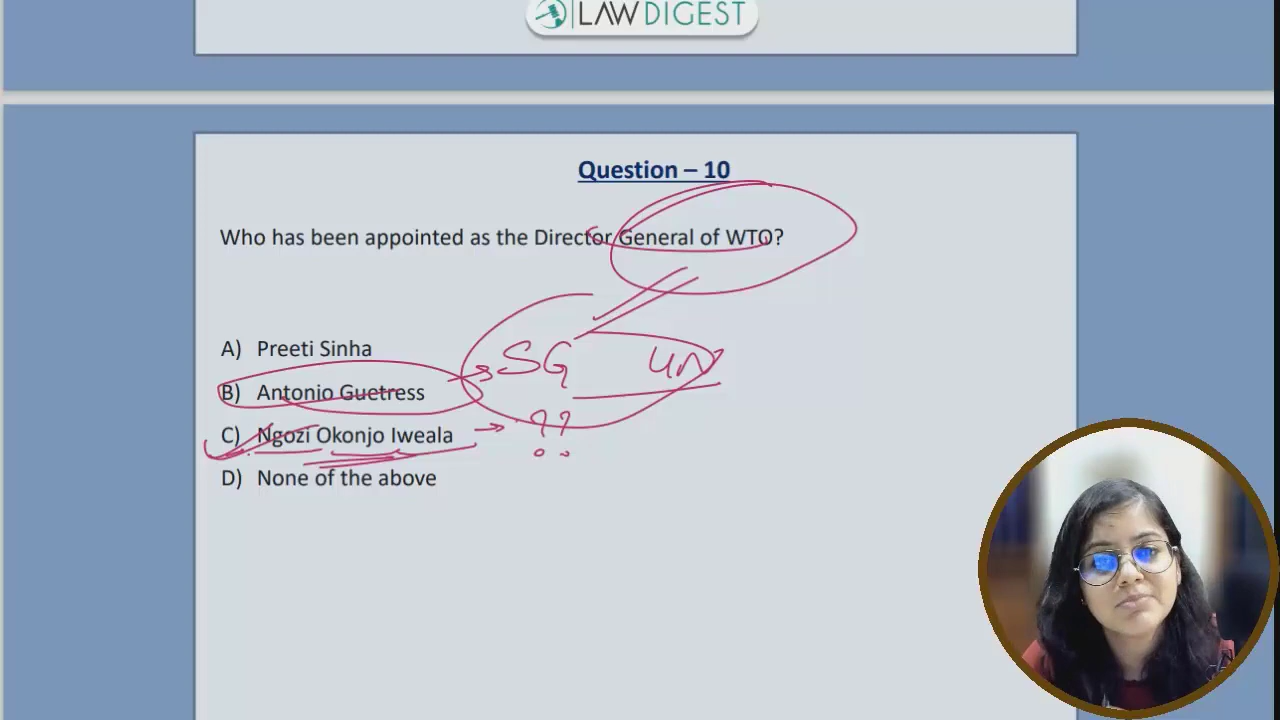 LAWDIGEST
Question – 10
Who has been appointed as the Director General of WTO?
A) Preeti Sinha
B) Antonio Guetress
SG UN
C) Ngozi Okonjo Iweala
??
D) None of the above